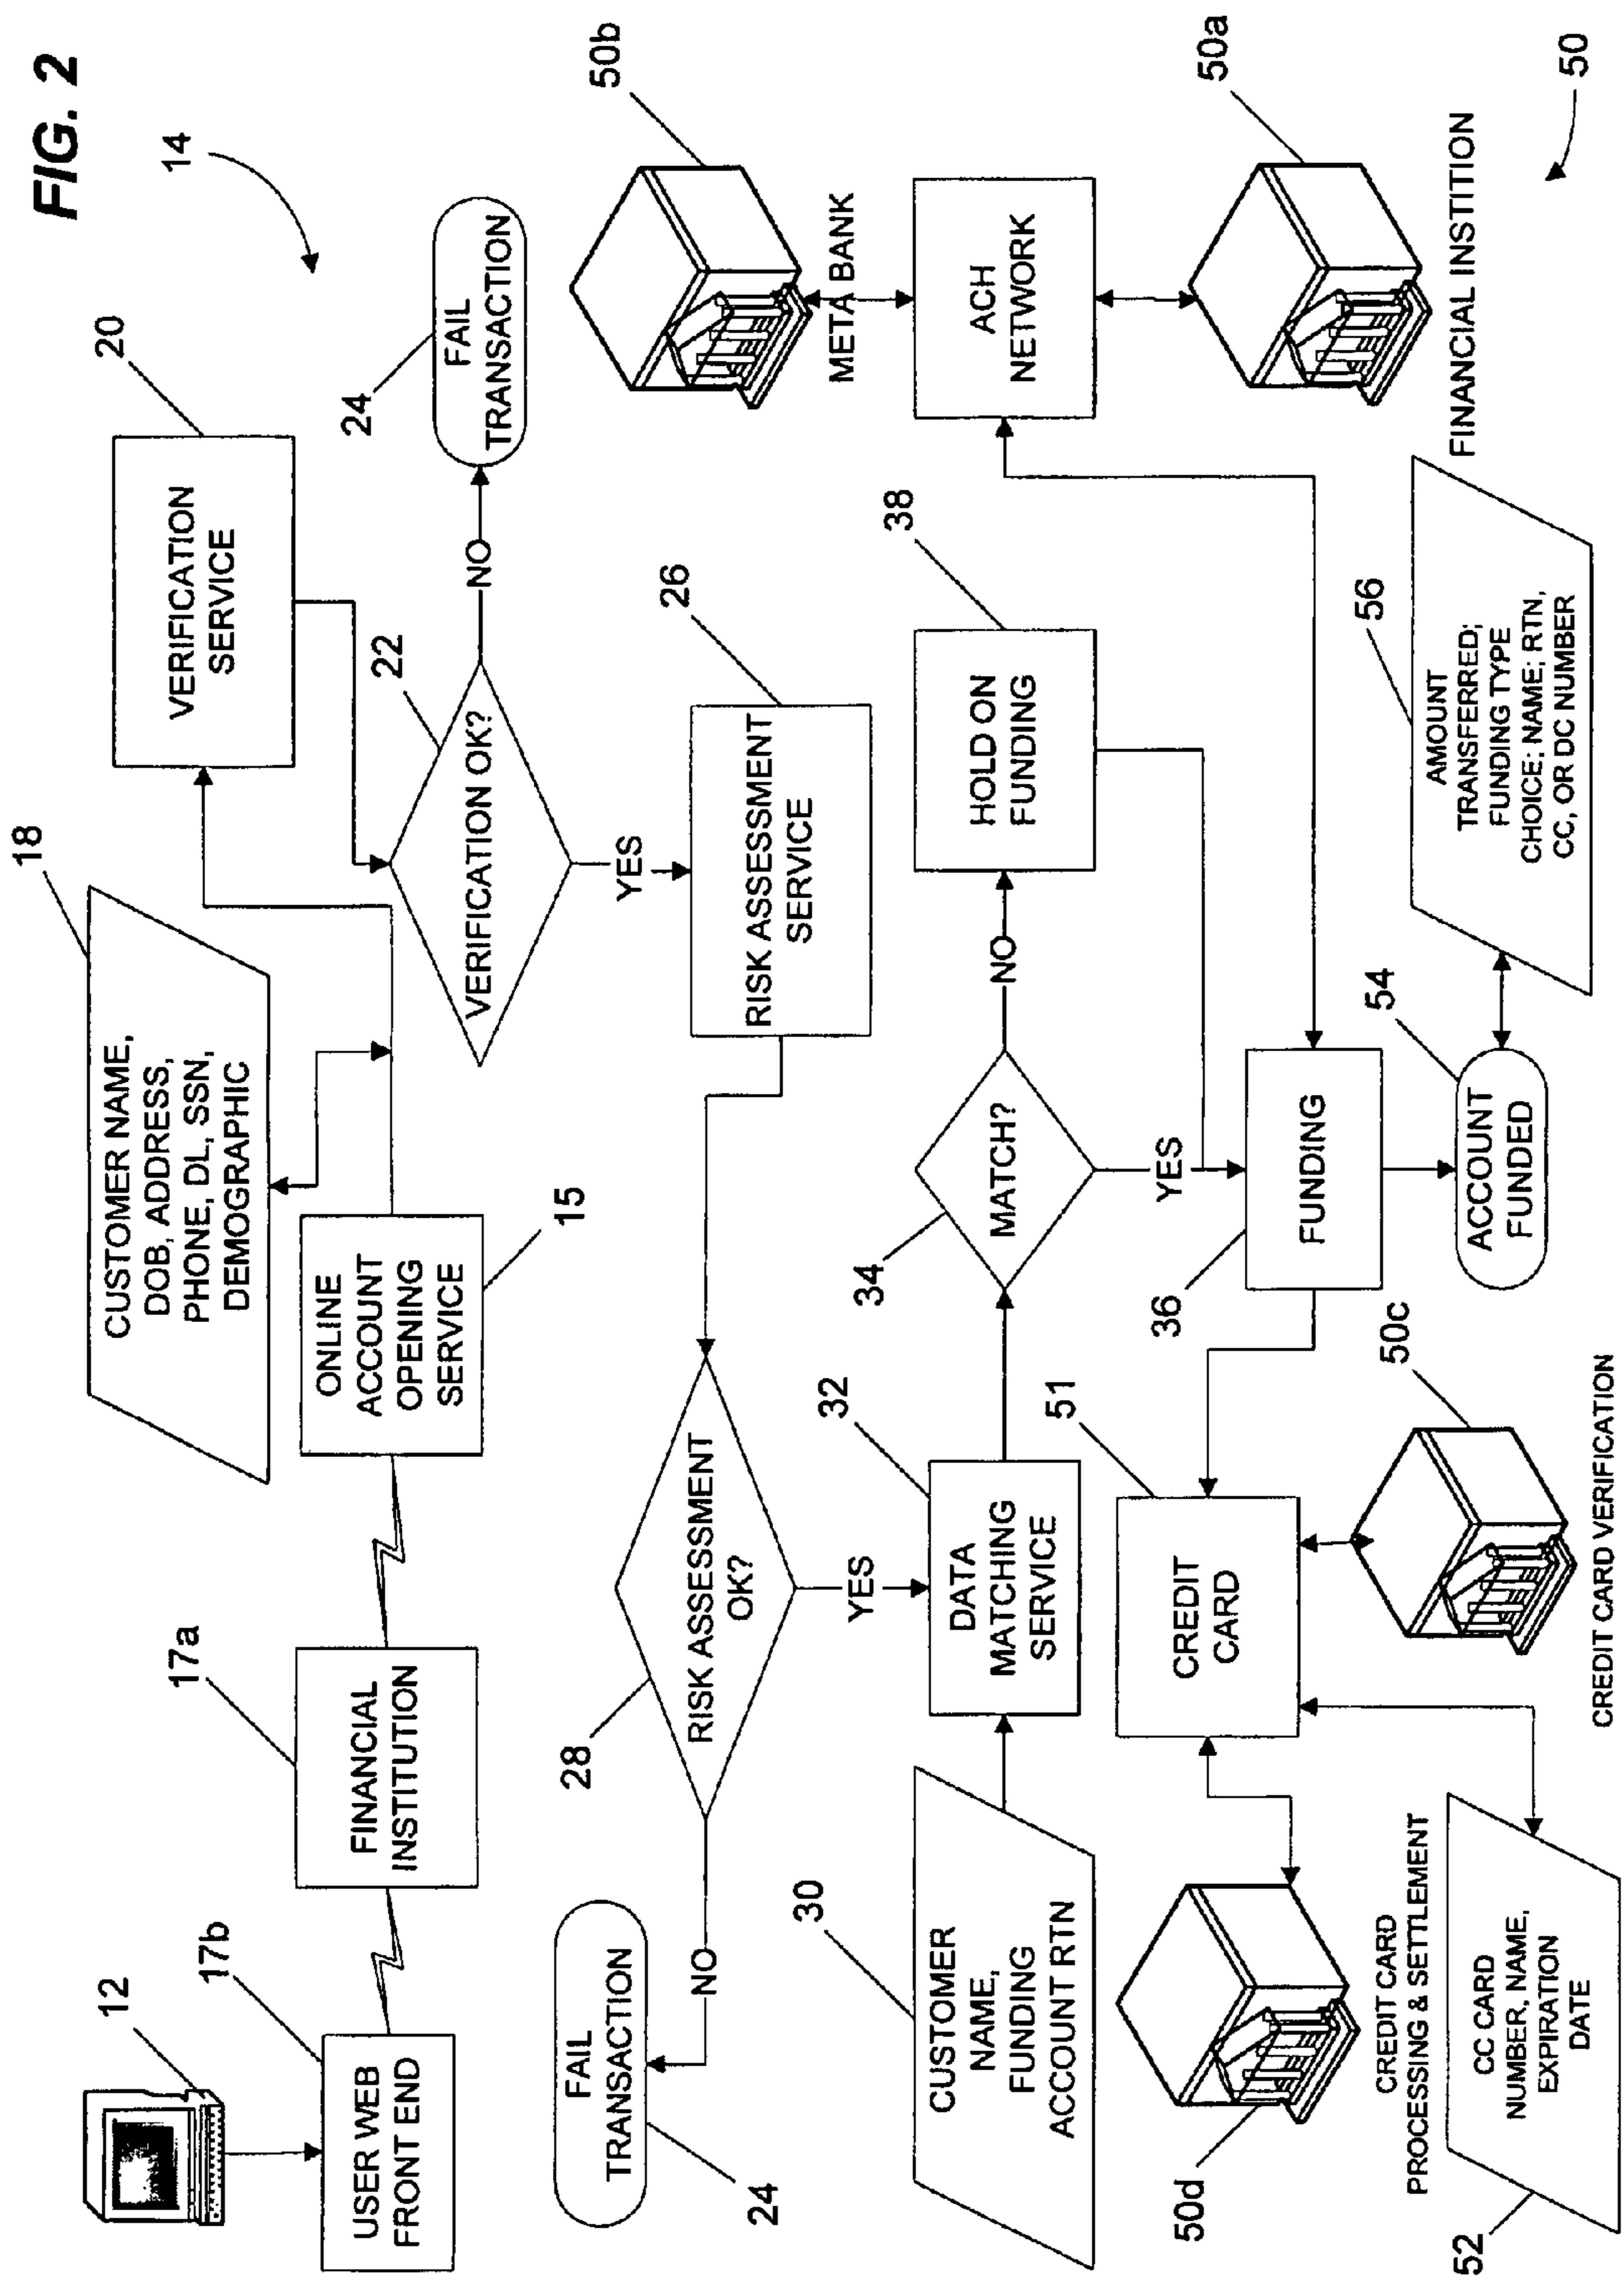 FIG. 2
14
12
17b
USER WEB
FRONT END
17a
FINANCIAL
INSTITUTION
ONLINE
ACCOUNT
OPENING
SERVICE
15
18
CUSTOMER NAME,
DOB, ADDRESS,
PHONE, DL, SSN,
DEMOGRAPHIC
20
VERIFICATION
SERVICE
22
VERIFICATION OK?
NO
24
FAIL
TRANSACTION
YES
26
RISK ASSESSMENT
SERVICE
28
RISK ASSESSMENT
OK?
NO
FAIL
TRANSACTION
24
YES
30
CUSTOMER
NAME,
FUNDING
ACCOUNT RTN
32
DATA
MATCHING
SERVICE
34
MATCH?
NO
38
HOLD ON
FUNDING
YES
36
FUNDING
50b
META BANK
ACH
NETWORK
50a
FINANCIAL INSTITION
50
51
CREDIT
CARD
50c
CREDIT CARD VERIFICATION
50d
CREDIT CARD
PROCESSING & SETTLEMENT
52
CC CARD
NUMBER, NAME,
EXPIRATION
DATE
54
ACCOUNT
FUNDED
56
AMOUNT
TRANSFERRED;
FUNDING TYPE
CHOICE; NAME; RTN,
CC, OR DC NUMBER